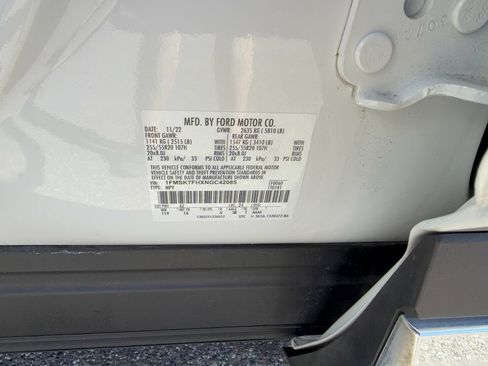 MFD. BY FORD MOTOR CO.
DATE: 11/22 GVWR: 2635 KG ( 5810 LB)
FRONT GAWR: REAR GAWR:
1141 KG ( 2515 LB) WITH 1547 KG ( 3410 LB) WITH
255/55R20 107H TIRES 255/55R20 107H TIRES
20x8.0J RIMS 20x8.0J RIMS
AT 230 kPa/ 33 PSI COLD AT 230 kPa/ 33 PSI COLD
THIS VEHICLE CONFORMS TO ALL APPLICABLE FEDERAL MOTOR
VEHICLE SAFETY AND THEFT PREVENTION STANDARDS IN
EFFECT ON THE DATE OF MANUFACTURE SHOWN ABOVE.
VIN: 1FMSK7FHXNGC42085
TYPE: MPV